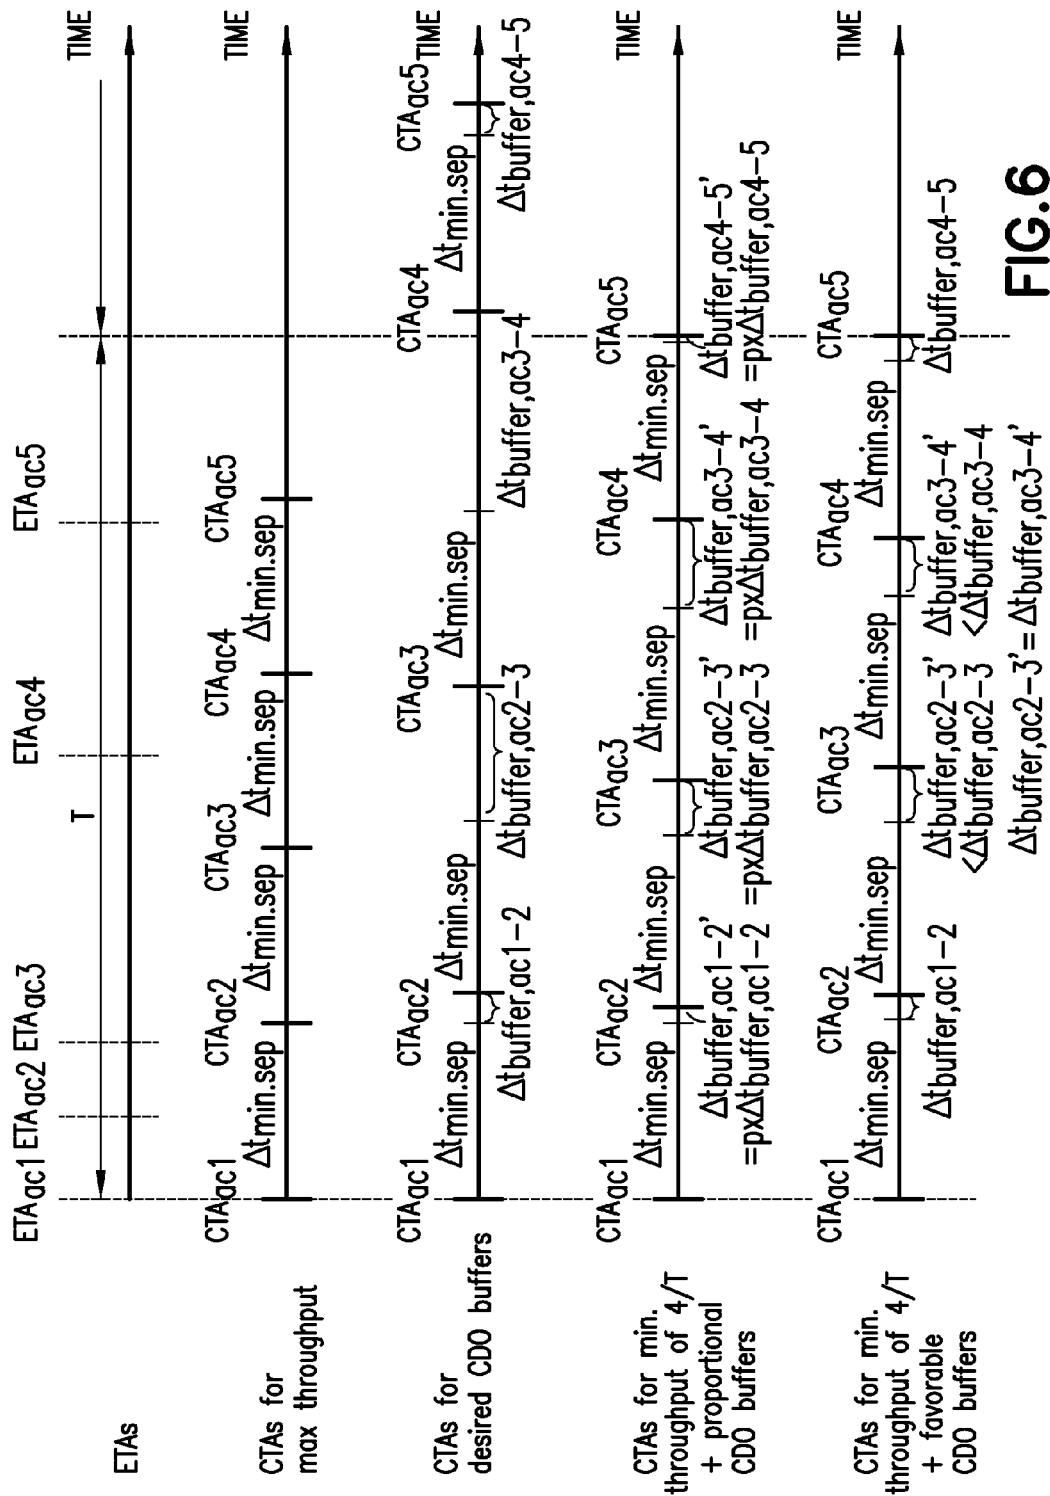 ETAs
ETAac1 ETAac2 ETAac3 ETAac4 ETAac5
T
TIME
CTAs for
max throughput
CTAac1 CTAac2 CTAac3 CTAac4 CTAac5
Δtmin.sep Δtmin.sep Δtmin.sep Δtmin.sep
TIME
CTAs for
desired CDO buffers
CTAac1 CTAac2 CTAac3 CTAac4 CTAac5
Δtmin.sep Δtmin.sep Δtmin.sep Δtmin.sep
TIME
Δtbuffer,ac1-2 Δtbuffer,ac2-3 Δtbuffer,ac3-4 Δtbuffer,ac4-5
CTAs for min.
throughput of 4/T
+ proportional
CDO buffers
CTAac1 CTAac2 CTAac3 CTAac4 CTAac5
Δtmin.sep Δtmin.sep Δtmin.sep Δtmin.sep
TIME
Δtbuffer,ac1-2' Δtbuffer,ac2-3' Δtbuffer,ac3-4' Δtbuffer,ac4-5'
=pxΔtbuffer,ac1-2 =pxΔtbuffer,ac2-3 =pxΔtbuffer,ac3-4 =pxΔtbuffer,ac4-5
CTAs for min.
throughput of 4/T
+ favorable
CDO buffers
CTAac1 CTAac2 CTAac3 CTAac4 CTAac5
Δtmin.sep Δtmin.sep Δtmin.sep Δtmin.sep
TIME
Δtbuffer,ac1-2 Δtbuffer,ac2-3' Δtbuffer,ac3-4' Δtbuffer,ac4-5
<Δtbuffer,ac2-3 <Δtbuffer,ac3-4
Δtbuffer,ac2-3'=Δtbuffer,ac3-4'
FIG.6